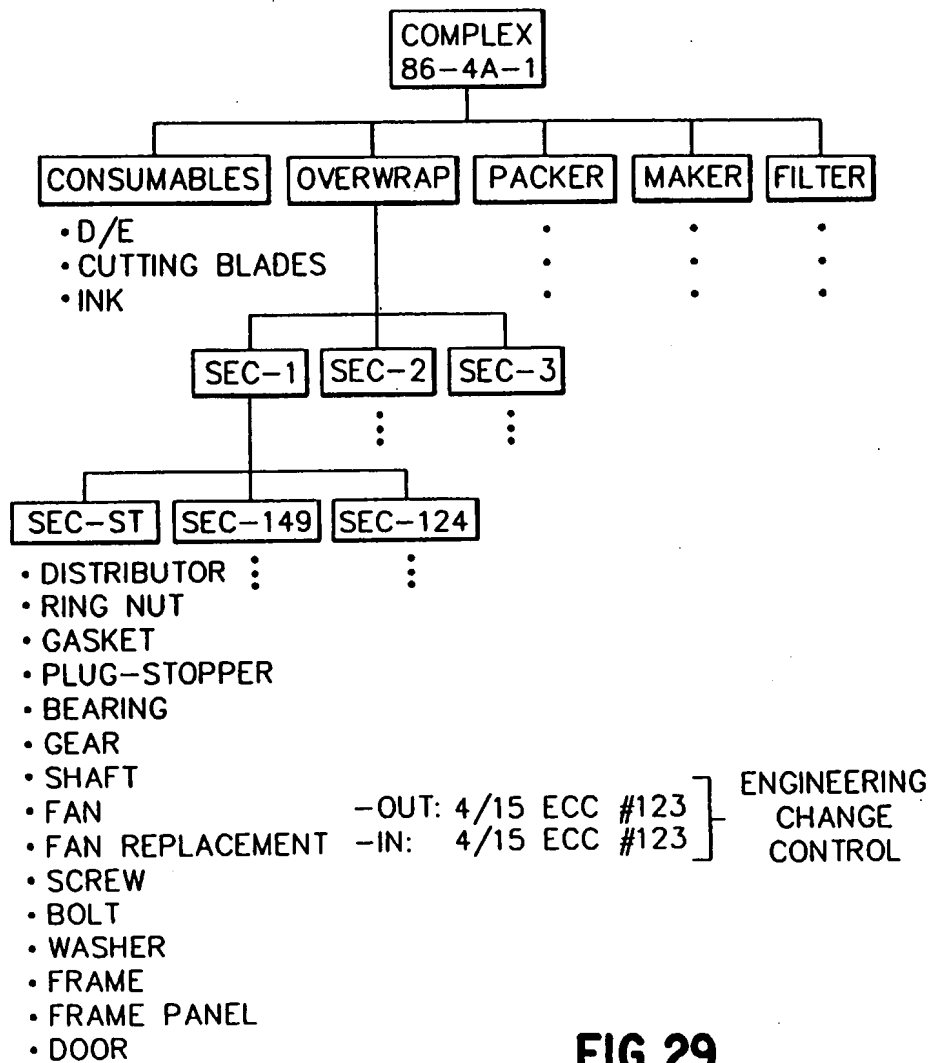 COMPLEX
86-4A-1
CONSUMABLES OVERWRAP PACKER MAKER FILTER
• D/E
• CUTTING BLADES
• INK
SEC-1 SEC-2 SEC-3
SEC-ST SEC-149 SEC-124
• DISTRIBUTOR
• RING NUT
• GASKET
• PLUG-STOPPER
• BEARING
• GEAR
• SHAFT
• FAN -OUT: 4/15 ECC #123
• FAN REPLACEMENT -IN: 4/15 ECC #123
ENGINEERING
CHANGE
CONTROL
• SCREW
• BOLT
• WASHER
• FRAME
• FRAME PANEL
• DOOR
FIG.29